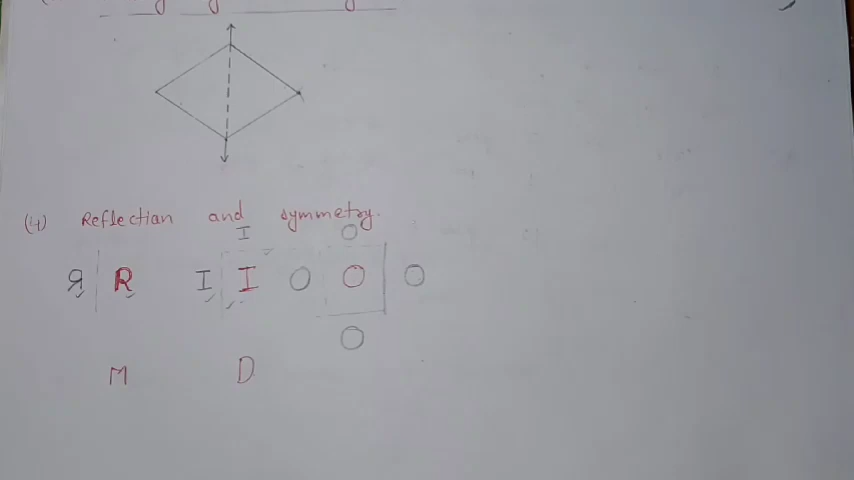 (4) Reflection and symmetry.
I O
Я R I I O O O
O
M D